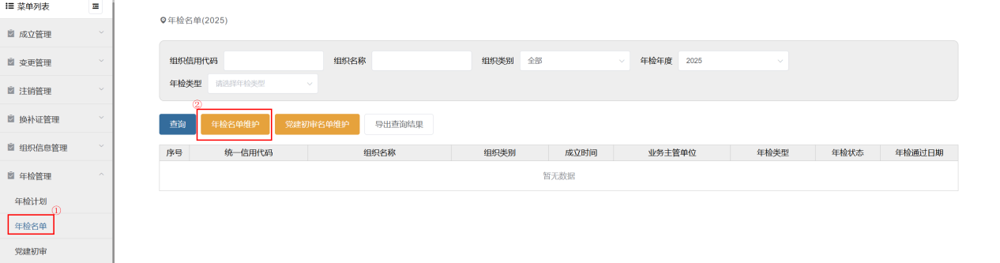 菜单列表
成立管理
变更管理
注销管理
换补证管理
组织信息管理
年检管理
年检计划
①
年检名单
党建初审
年检名单(2025)
组织信用代码 组织名称 组织类别 全部 年检年度 2025
年检类型 请选择年检类型
②
查询 年检名单维护 党建初审名单维护 导出查询结果
序号 统一信用代码 组织名称 组织类别 成立时间 业务主管单位 年检类型 年检状态 年检通过日期
暂无数据